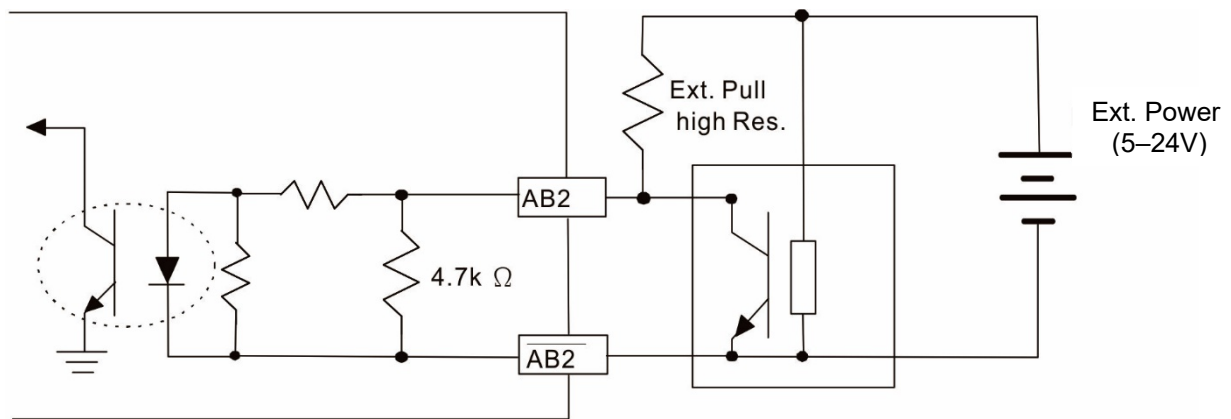 Ext. Pull
high Res.
Ext. Power
(5–24V)
AB2
4.7k Ω
AB2